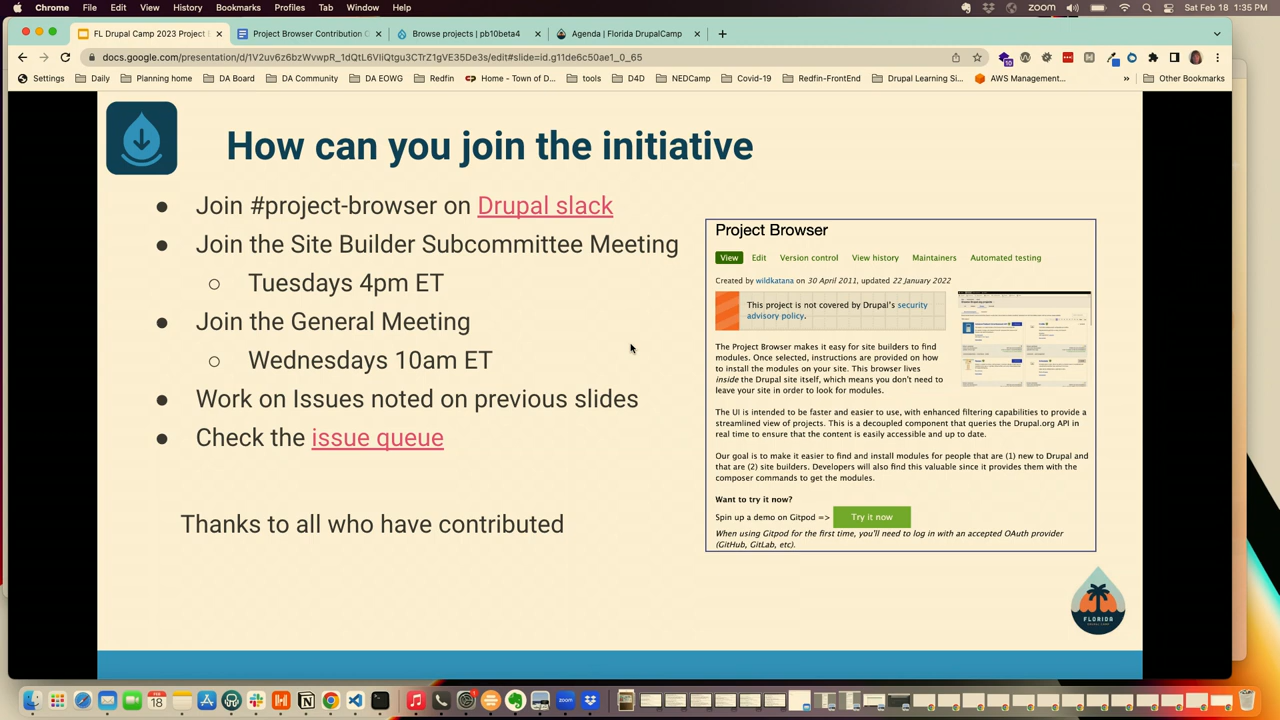 Chrome File Edit View History Bookmarks Profiles Tab Window Help
zoom Sat Feb 18 1:35 PM
FL Drupal Camp 2023 Project
Project Browser Contribution C
Browse projects | pb10beta4
Agenda | Florida DrupalCamp
docs.google.com/presentation/d/1V2uv6z6bzWvwpR_1dQtL6VIiQtgu3CTrZ1gVE35De3s/edit#slide=id.g11de6c50ae1_0_65
Settings Daily Planning home DA Board DA Community DA EOWG Redfin Home - Town of D... tools D4D NEDCamp Covid-19 Redfin-FrontEnd Drupal Learning Si... AWS Management... » Other Bookmarks
How can you join the initiative
● Join #project-browser on Drupal slack
● Join the Site Builder Subcommittee Meeting
○ Tuesdays 4pm ET
● Join the General Meeting
○ Wednesdays 10am ET
● Work on Issues noted on previous slides
● Check the issue queue
Thanks to all who have contributed
Project Browser
View Edit Version control View history Maintainers Automated testing
Created by wildkatana on 30 April 2011, updated 22 January 2022
This project is not covered by Drupal's security
advisory policy.
The Project Browser makes it easy for site builders to find
modules. Once selected, instructions are provided on how
to install the modules on your site. This browser lives
inside the Drupal site itself, which means you don't need to
leave your site in order to look for modules.
The UI is intended to be faster and easier to use, with enhanced filtering capabilities to provide a
streamlined view of projects. This is a decoupled component that queries the Drupal.org API in
real time to ensure that the content is easily accessible and up to date.
Our goal is to make it easier to find and install modules for people that are (1) new to Drupal and
that are (2) site builders. Developers will also find this valuable since it provides them with the
composer commands to get the modules.
Want to try it now?
Spin up a demo on Gitpod => Try it now
When using Gitpod for the first time, you'll need to log in with an accepted OAuth provider
(GitHub, GitLab, etc).
FLORIDA
FEB
18
zoom